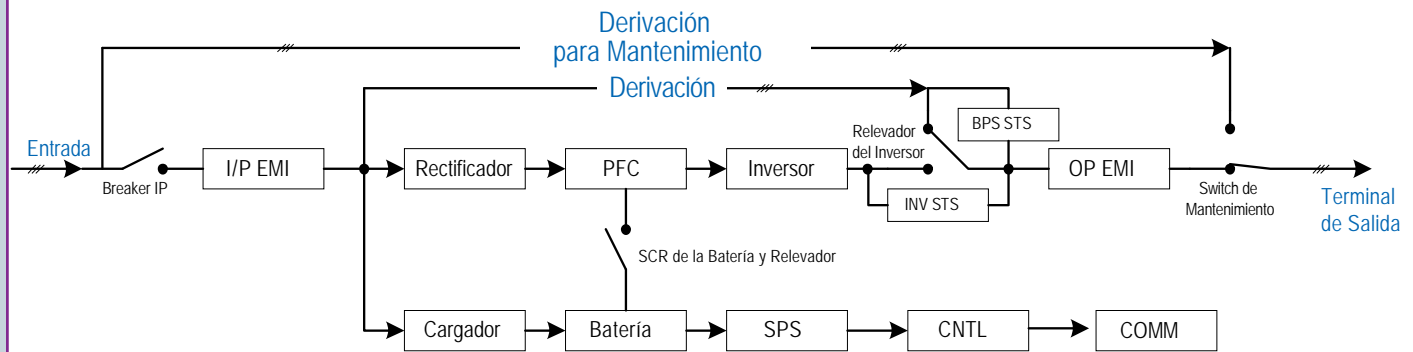 Derivación
para Mantenimiento
Derivación
Entrada
Breaker IP
I/P EMI
Rectificador
PFC
Inversor
Relevador
del Inversor
BPS STS
INV STS
OP EMI
Switch de
Mantenimiento
Terminal
de Salida
SCR de la Batería y Relevador
Cargador
Batería
SPS
CNTL
COMM